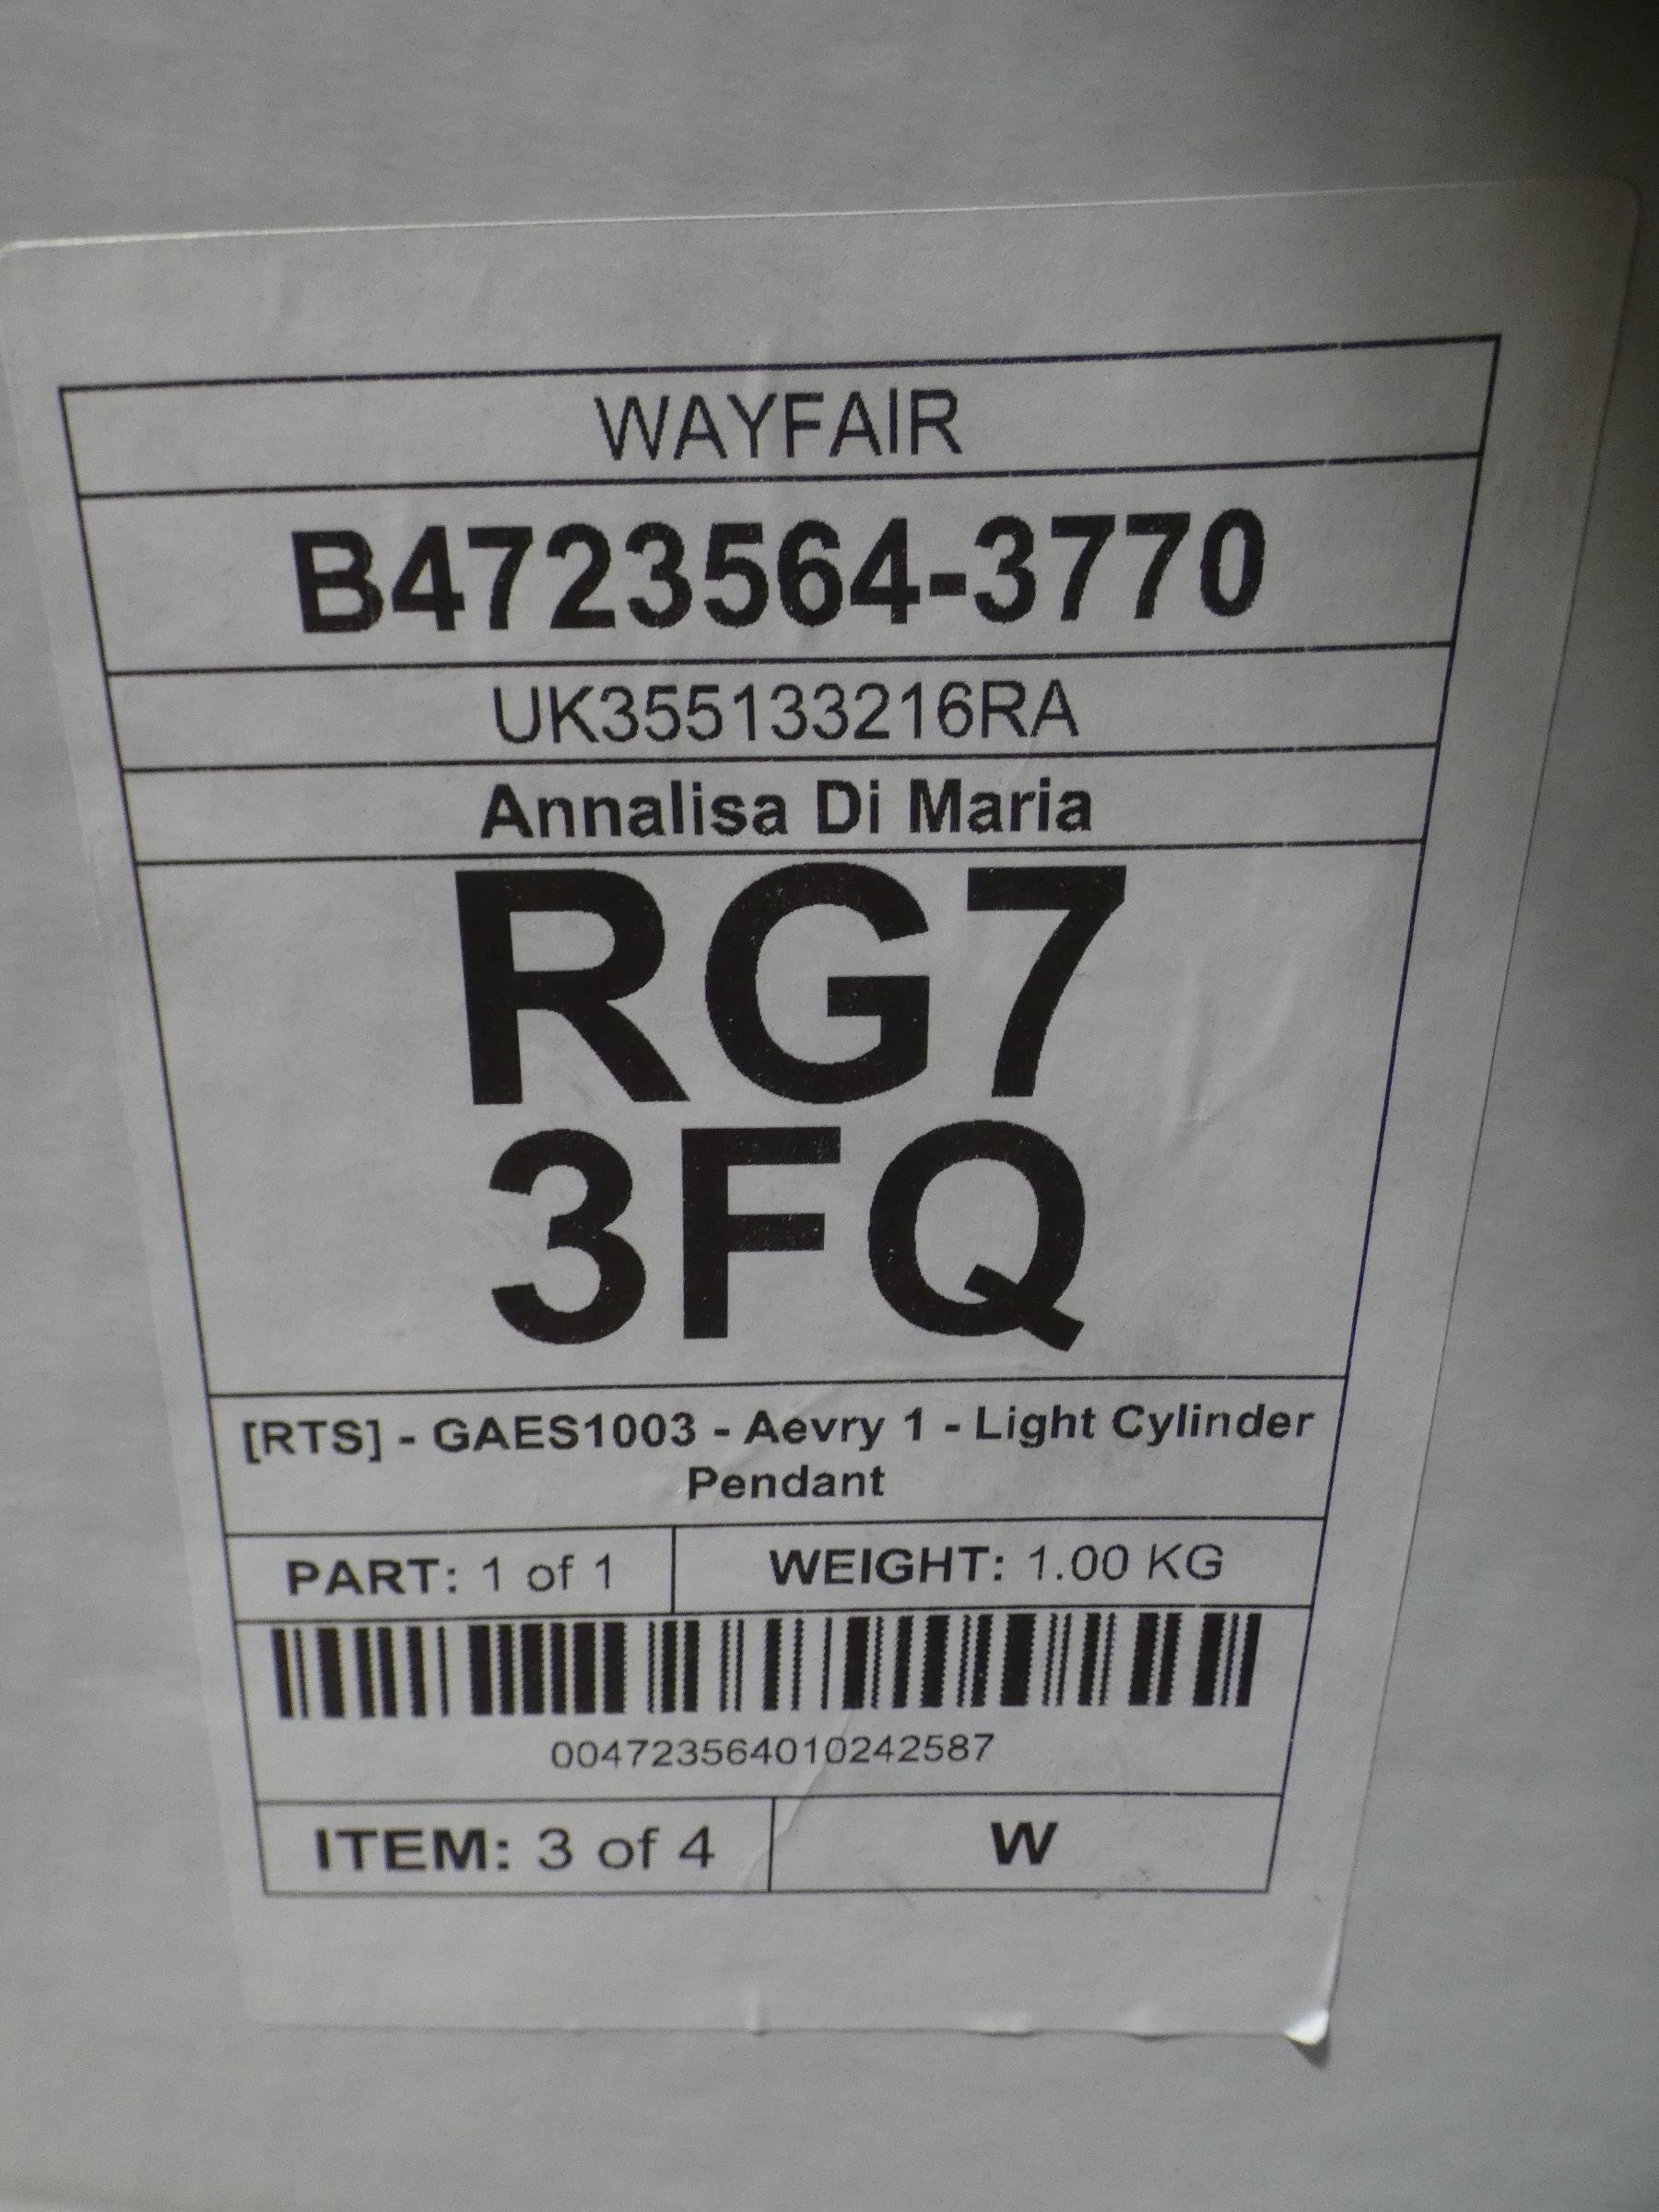 WAYFAIR
B4723564-3770
UK355133216RA
Annalisa Di Maria
RG7
3FQ
[RTS] - GAES1003 - Aevry 1 - Light Cylinder
Pendant
PART: 1 of 1 WEIGHT: 1.00 KG
004723564010242587
ITEM: 3 of 4 W